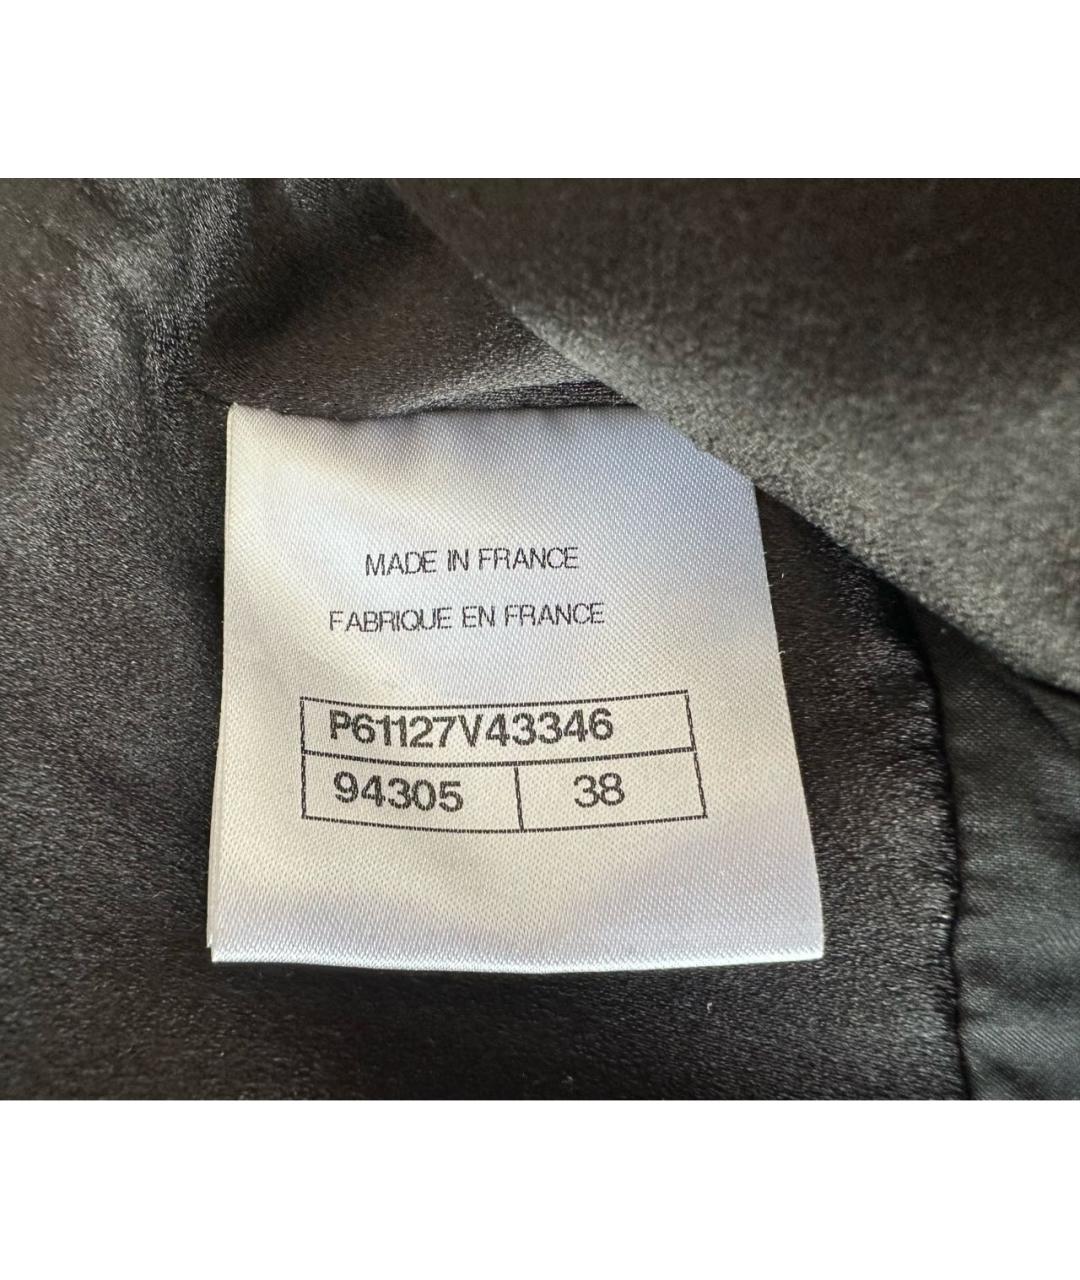 MADE IN FRANCE
FABRIQUE EN FRANCE
P61127V43346
94305 38